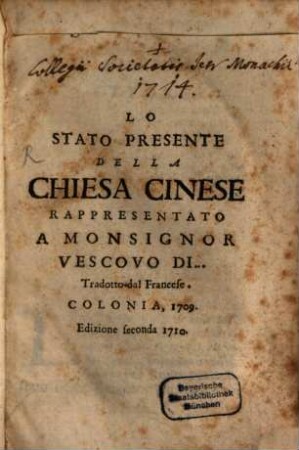 Collegii Societatis Jesu Monachii
1714.
LO
STATO PRESENTE
DELLA
CHIESA CINESE
RAPPRESENTATO
A MONSIGNOR
VESCOVO DI...
Tradotto dal Franceſe.
COLONIA, 1709.
Edizione ſeconda 1710.
Bayerische
Staatsbibliothek
München